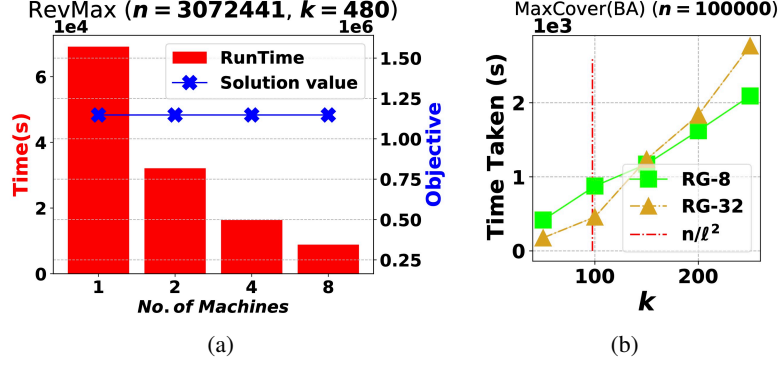 RevMax (n = 3072441, k = 480)
1e4
1e6
RunTime
Solution value
6
4
2
0
1.50
1.25
1.00
0.75
0.50
0.25
Time(s)
Objective
1 2 4 8
No. of Machines
(a)
MaxCover(BA) (n = 100000)
1e3
2
1
0
Time Taken (s)
RG-8
RG-32
n/ℓ²
100 200
k
(b)